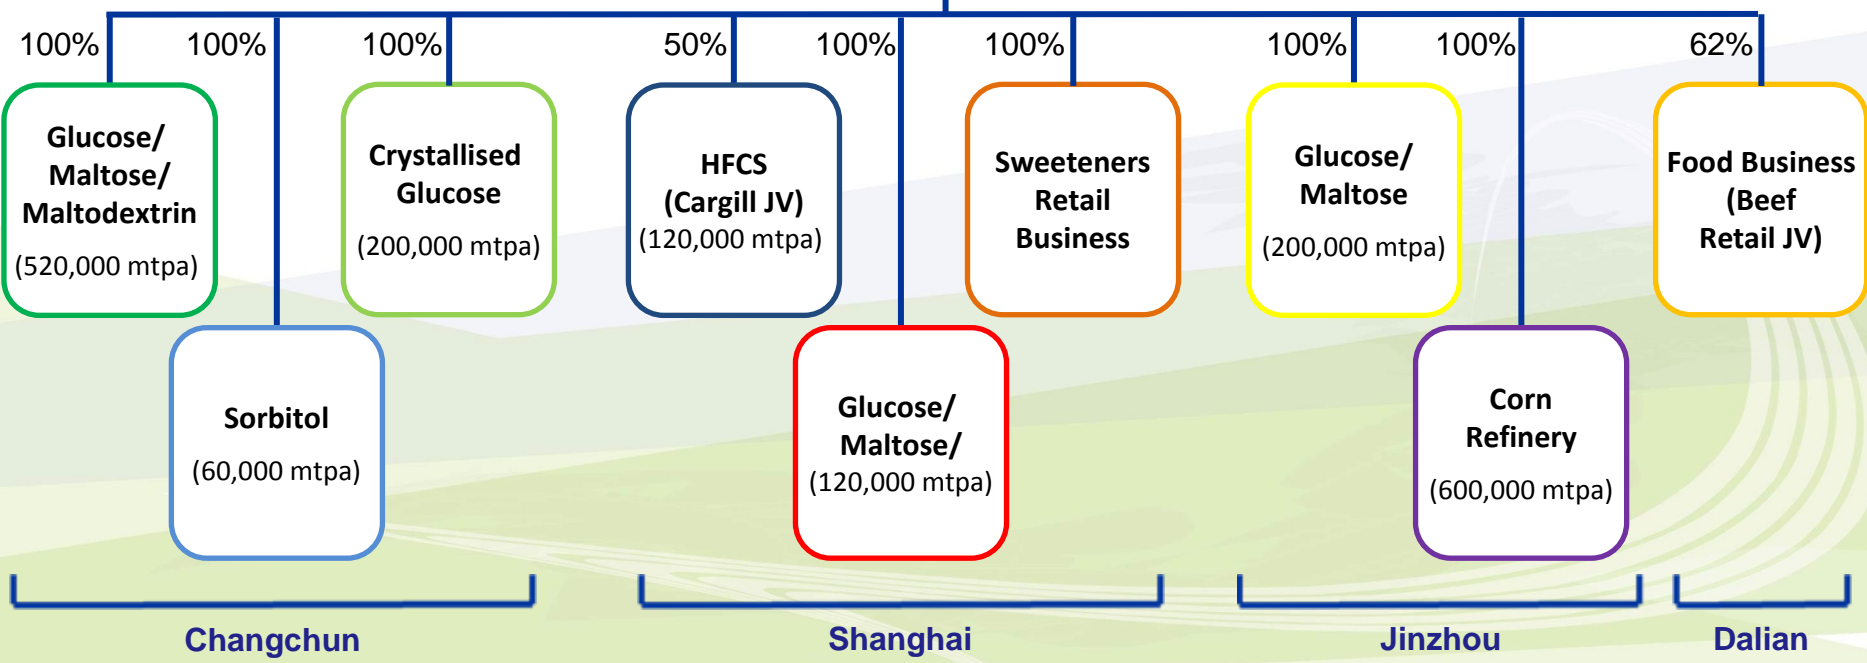 100%
100%
100%
50%
100%
100%
100%
100%
62%
Glucose/
Maltose/
Maltodextrin
(520,000 mtpa)
Crystallised
Glucose
(200,000 mtpa)
HFCS
(Cargill JV)
(120,000 mtpa)
Sweeteners
Retail
Business
Glucose/
Maltose
(200,000 mtpa)
Food Business
(Beef
Retail JV)
Sorbitol
(60,000 mtpa)
Glucose/
Maltose/
(120,000 mtpa)
Corn
Refinery
(600,000 mtpa)
Changchun
Shanghai
Jinzhou
Dalian